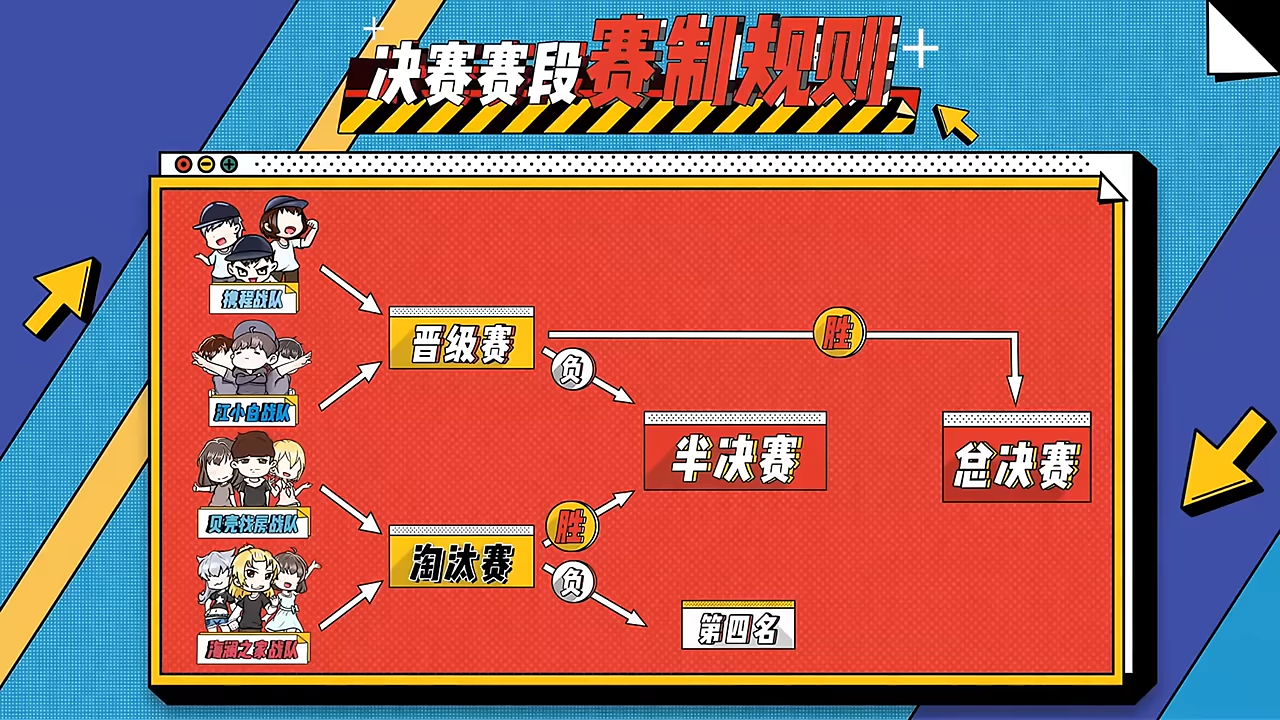 决赛赛段赛制规则
携程战队
江小白战队
贝壳找房战队
海澜之家战队
晋级赛
胜
负
半决赛
总决赛
淘汰赛
胜
负
第四名